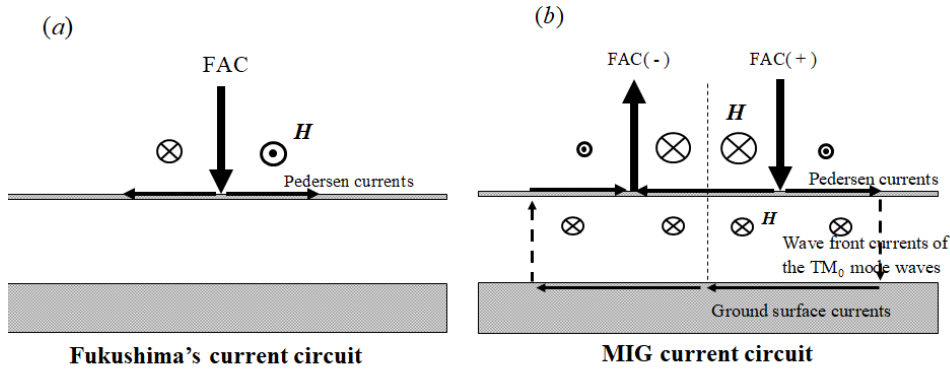 (a)
FAC
H
Pedersen currents
Fukushima's current circuit
(b)
FAC( - )
FAC( + )
H
Pedersen currents
H
Wave front currents of
the TM₀ mode waves
Ground surface currents
MIG current circuit